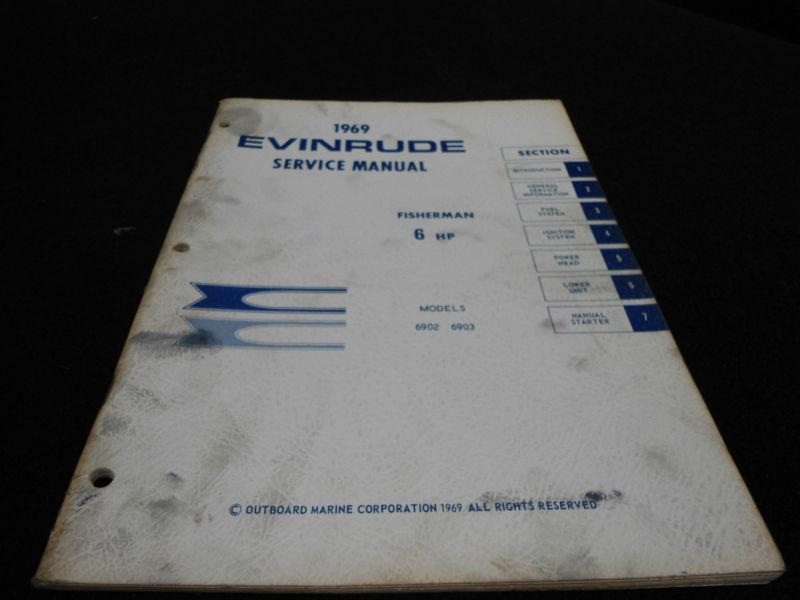 1969
EVINRUDE
SERVICE MANUAL
FISHERMAN
6 HP
MODELS
6902 6903
SECTION
INTRODUCTION 1
GENERAL
SERVICE
INFORMATION
2
FUEL
SYSTEM
3
IGNITION
SYSTEM
4
POWER
HEAD
5
LOWER
UNIT
6
MANUAL
STARTER
7
© OUTBOARD MARINE CORPORATION 1969 ALL RIGHTS RESERVED